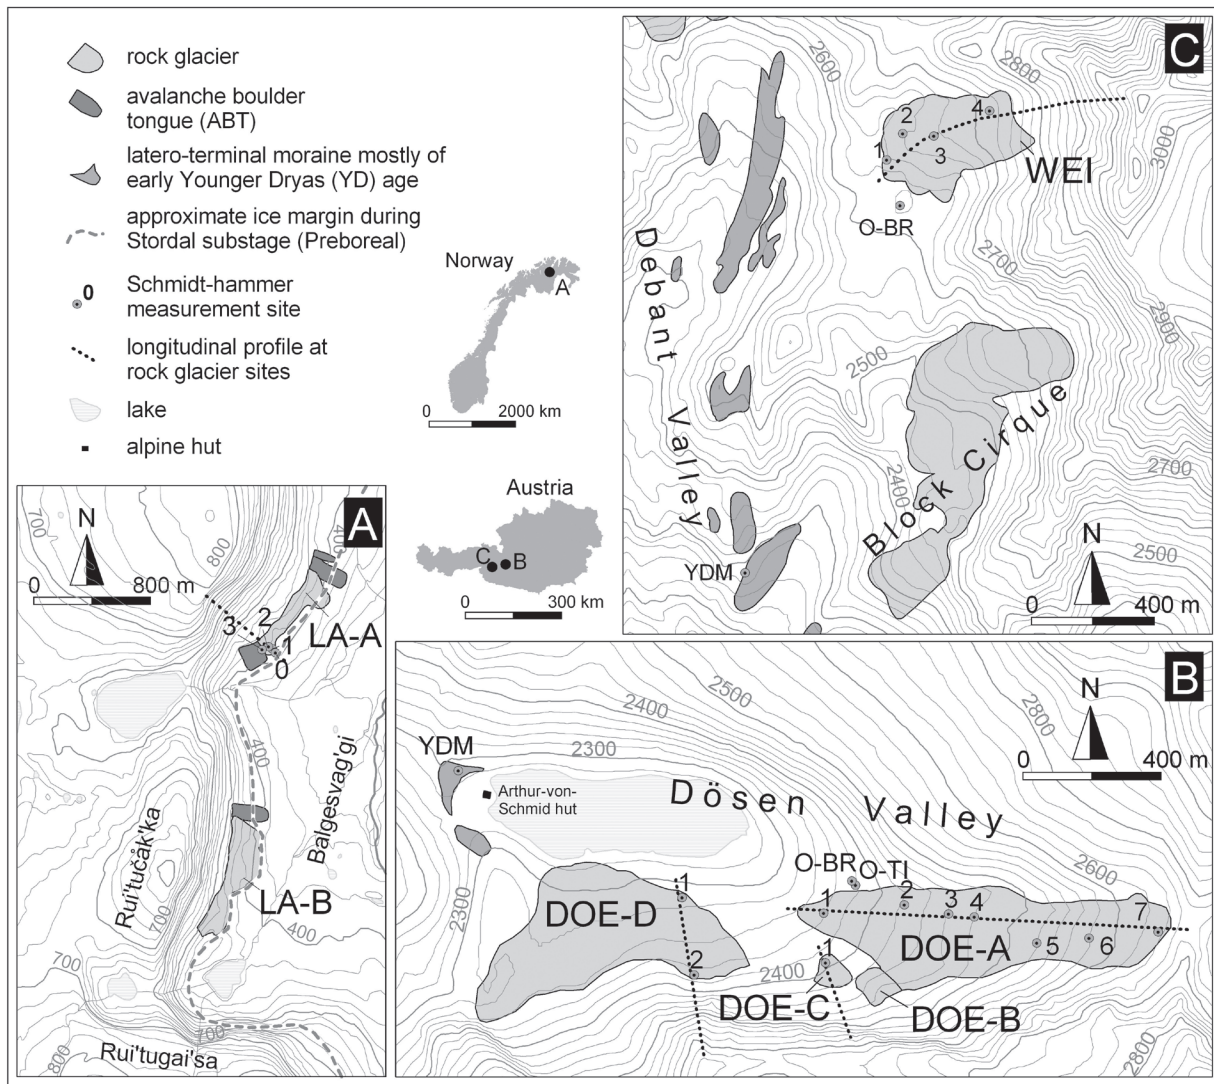 rock glacier
avalanche boulder
tongue (ABT)
latero-terminal moraine mostly of
early Younger Dryas (YD) age
approximate ice margin during
Stordal substage (Preboreal)
0
Schmidt-hammer
measurement site
longitudinal profile at
rock glacier sites
lake
alpine hut
Norway
A
0 2000 km
Austria
C B
0 300 km
A
N
0 800 m
700
800
400
3 2 1
0
LA-A
400
Balgesvag'gi
Rui'tučåk'ka
700
LA-B
400
700
700
800
Rui'tugai'sa
C
2600
2800
3000
2 4
1 3
WEI
O-BR
2700
2900
Debant Valley
2500
2400
Block Cirque
2700
2500
YDM
N
0 400 m
B
2500
2400
2300
2800
N
0 400 m
YDM
Arthur-von-
Schmid hut
Dösen Valley
2600
2300
O-BR O-TI
1 2 3 4 7
5 6
DOE-A
1
DOE-D
2
2400
1
DOE-C
DOE-B
2800